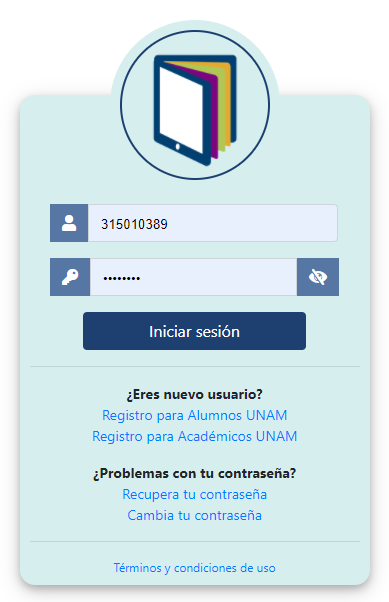 315010389
••••••••
Iniciar sesión
¿Eres nuevo usuario?
Registro para Alumnos UNAM
Registro para Académicos UNAM
¿Problemas con tu contraseña?
Recupera tu contraseña
Cambia tu contraseña
Términos y condiciones de uso